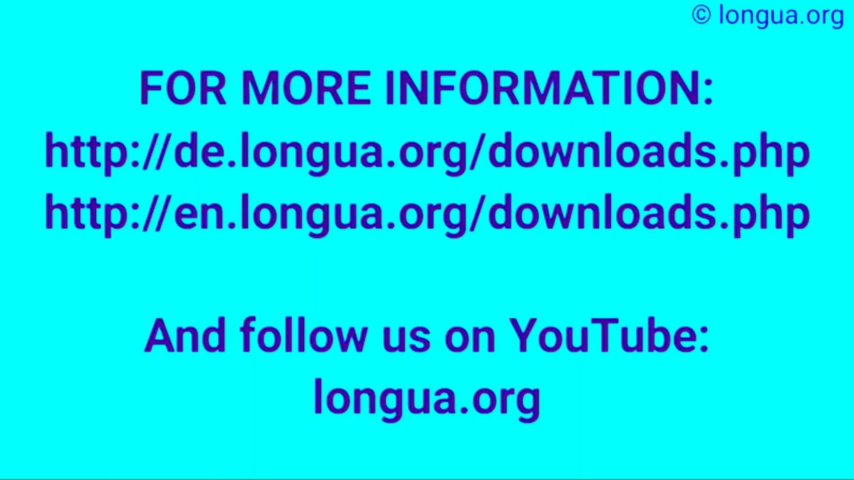 © longua.org
FOR MORE INFORMATION:
http://de.longua.org/downloads.php
http://en.longua.org/downloads.php
And follow us on YouTube:
longua.org